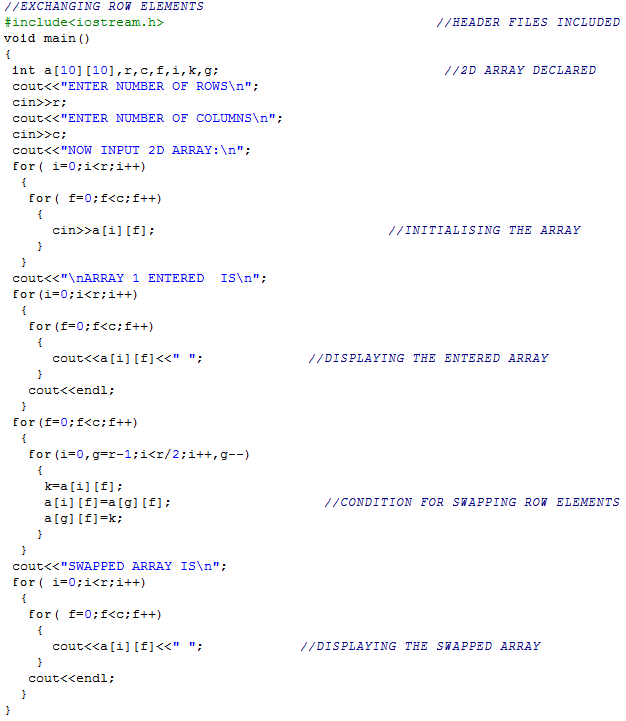 //EXCHANGING ROW ELEMENTS
#include<iostream.h> //HEADER FILES INCLUDED
void main()
{
int a[10][10],r,c,f,i,k,g; //2D ARRAY DECLARED
cout<<"ENTER NUMBER OF ROWS\n";
cin>>r;
cout<<"ENTER NUMBER OF COLUMNS\n";
cin>>c;
cout<<"NOW INPUT 2D ARRAY:\n";
for( i=0;i<r;i++)
{
for( f=0;f<c;f++)
{
cin>>a[i][f]; //INITIALISING THE ARRAY
}
}
cout<<"\nARRAY 1 ENTERED  IS\n";
for(i=0;i<r;i++)
{
for(f=0;f<c;f++)
{
cout<<a[i][f]<<" "; //DISPLAYING THE ENTERED ARRAY
}
cout<<endl;
}
for(f=0;f<c;f++)
{
for(i=0,g=r-1;i<r/2;i++,g--)
{
k=a[i][f];
a[i][f]=a[g][f]; //CONDITION FOR SWAPPING ROW ELEMENTS
a[g][f]=k;
}
}
cout<<"SWAPPED ARRAY IS\n";
for( i=0;i<r;i++)
{
for( f=0;f<c;f++)
{
cout<<a[i][f]<<" "; //DISPLAYING THE SWAPPED ARRAY
}
cout<<endl;
}
}